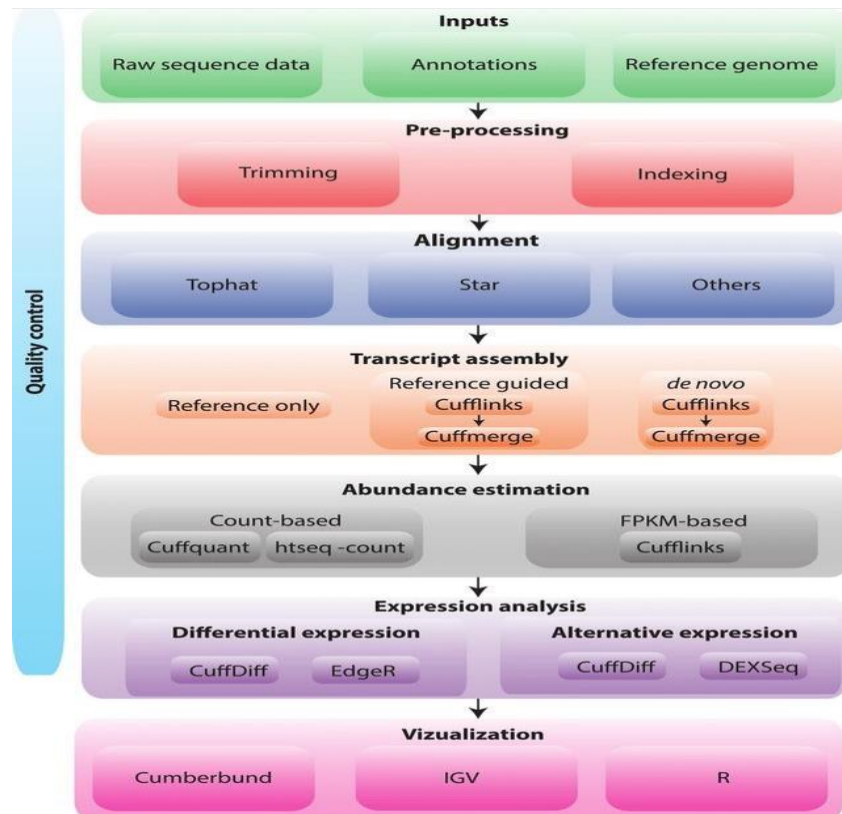 Inputs
Raw sequence data
Annotations
Reference genome
Pre-processing
Trimming
Indexing
Alignment
Tophat
Star
Others
Quality control
Transcript assembly
Reference only
Reference guided
Cufflinks
Cuffmerge
de novo
Cufflinks
Cuffmerge
Abundance estimation
Count-based
Cuffquant
htseq -count
FPKM-based
Cufflinks
Expression analysis
Differential expression
CuffDiff
EdgeR
Alternative expression
CuffDiff
DEXSeq
Vizualization
Cumberbund
IGV
R